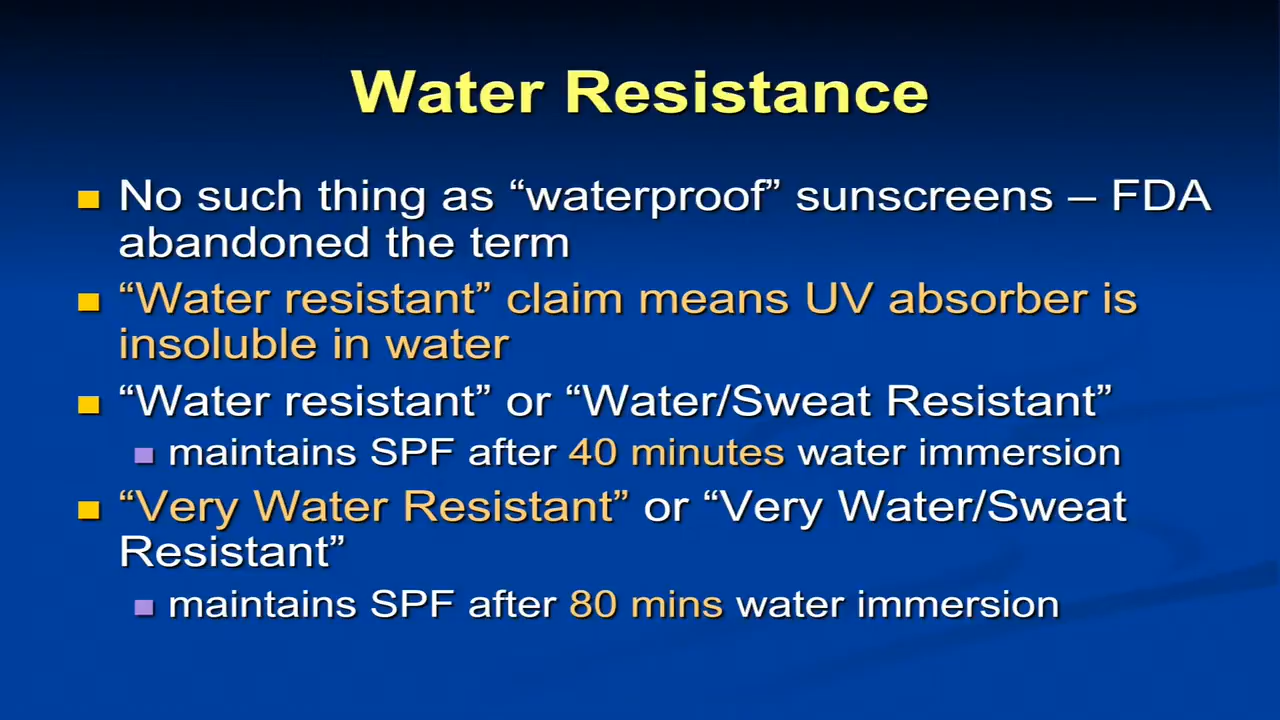 Water Resistance
No such thing as “waterproof” sunscreens – FDA
abandoned the term
“Water resistant” claim means UV absorber is
insoluble in water
“Water resistant” or “Water/Sweat Resistant”
maintains SPF after 40 minutes water immersion
“Very Water Resistant” or “Very Water/Sweat
Resistant”
maintains SPF after 80 mins water immersion